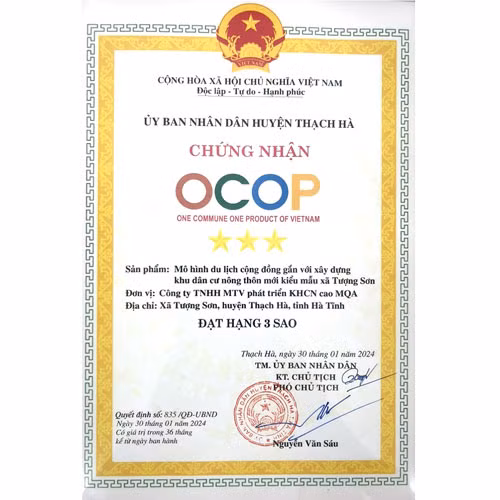 VIỆT NAM
CỘNG HÒA XÃ HỘI CHỦ NGHĨA VIỆT NAM
Độc lập - Tự do - Hạnh phúc
ỦY BAN NHÂN DÂN HUYỆN THẠCH HÀ
CHỨNG NHẬN
OCOP
ONE COMMUNE ONE PRODUCT OF VIETNAM
Sản phẩm: Mô hình du lịch cộng đồng gắn với xây dựng
khu dân cư nông thôn mới kiểu mẫu xã Tượng Sơn
Đơn vị: Công ty TNHH MTV phát triển KHCN cao MQA
Địa chỉ: Xã Tượng Sơn, huyện Thạch Hà, tỉnh Hà Tĩnh
ĐẠT HẠNG 3 SAO
Thạch Hà, ngày 30 tháng 01 năm 2024
TM. ỦY BAN NHÂN DÂN
KT. CHỦ TỊCH
PHÓ CHỦ TỊCH
Quyết định số: 835 /QĐ-UBND
Ngày 30 tháng 01 năm 2024
Có giá trị trong 36 tháng
kể từ ngày ban hành
Nguyễn Văn Sáu